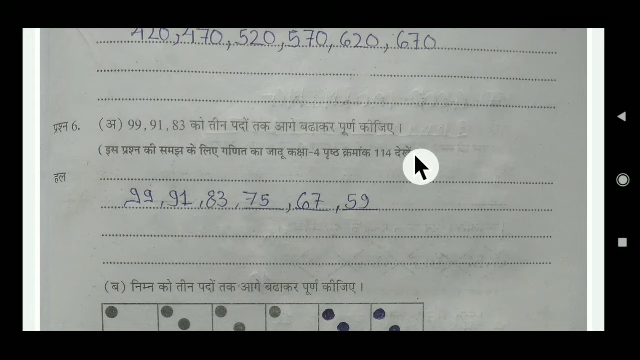 420, 470, 520, 570, 620, 670
प्रश्न 6. (अ) 99, 91, 83 को तीन पदों तक आगे बढाकर पूर्ण कीजिए ।
( इस प्रश्न की समझ के लिए गणित का जादू कक्षा-4 पृष्ठ क्रमांक 114 देखें
हल
99, 91, 83, 75, 67, 59
(ब) निम्न को तीन पदों तक आगे बढाकर पूर्ण कीजिए ।